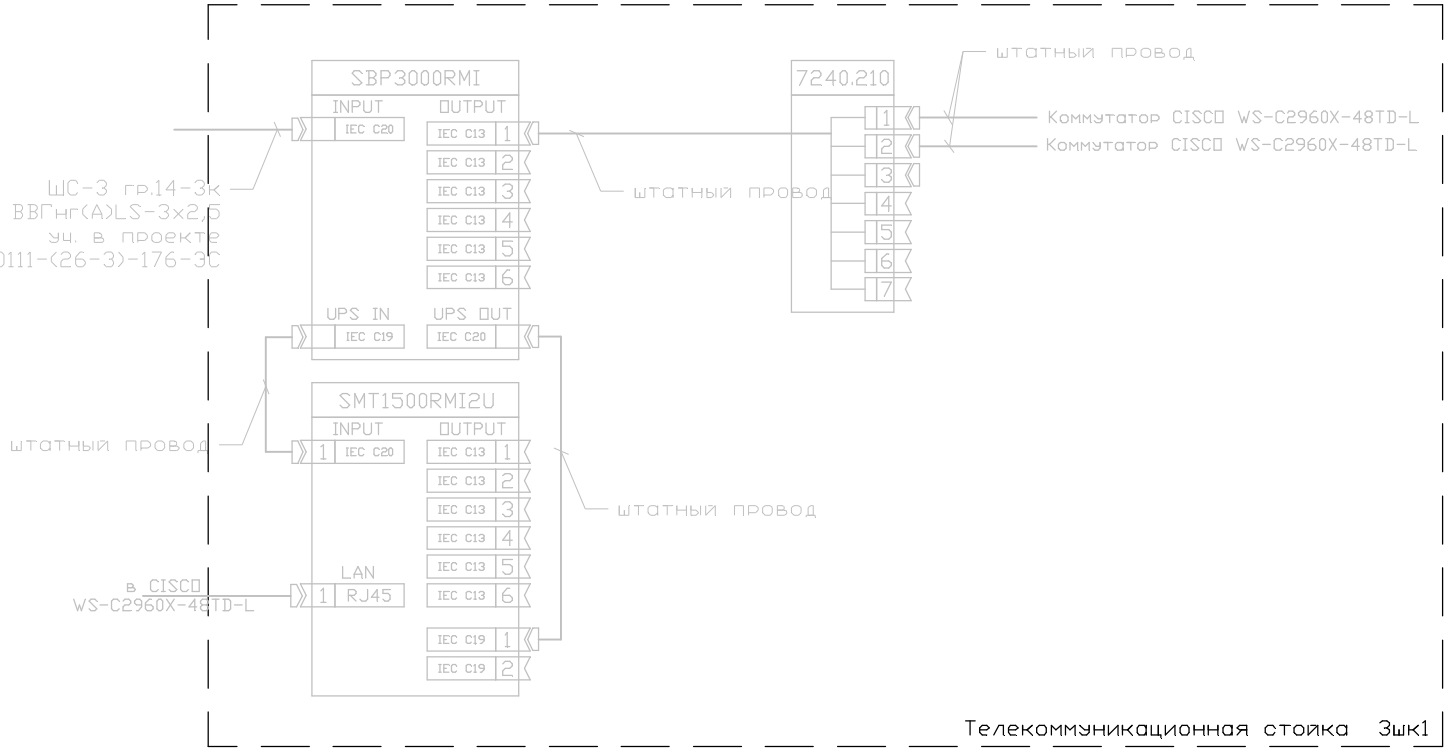 штатный провод
SBP3000RMI
7240.210
INPUT OUTPUT
IEC C20
IEC C13 1
IEC C13 2
IEC C13 3
IEC C13 4
IEC C13 5
IEC C13 6
1
2
3
4
5
6
7
Коммутатор CISCO WS-C2960X-48TD-L
Коммутатор CISCO WS-C2960X-48TD-L
штатный провод
ШС-3 гр.14-3к
ВВГнг(А)LS-3х2,5
уч. в проекте
0111-(26-3)-176-ЭС
UPS IN UPS OUT
IEC C19
IEC C20
SMT1500RMI2U
INPUT OUTPUT
1 IEC C20
IEC C13 1
IEC C13 2
IEC C13 3
IEC C13 4
IEC C13 5
IEC C13 6
штатный провод
штатный провод
LAN
1 RJ45
в CISCO
WS-C2960X-48TD-L
IEC C19 1
IEC C19 2
Телекоммуникационная стойка 3шк1